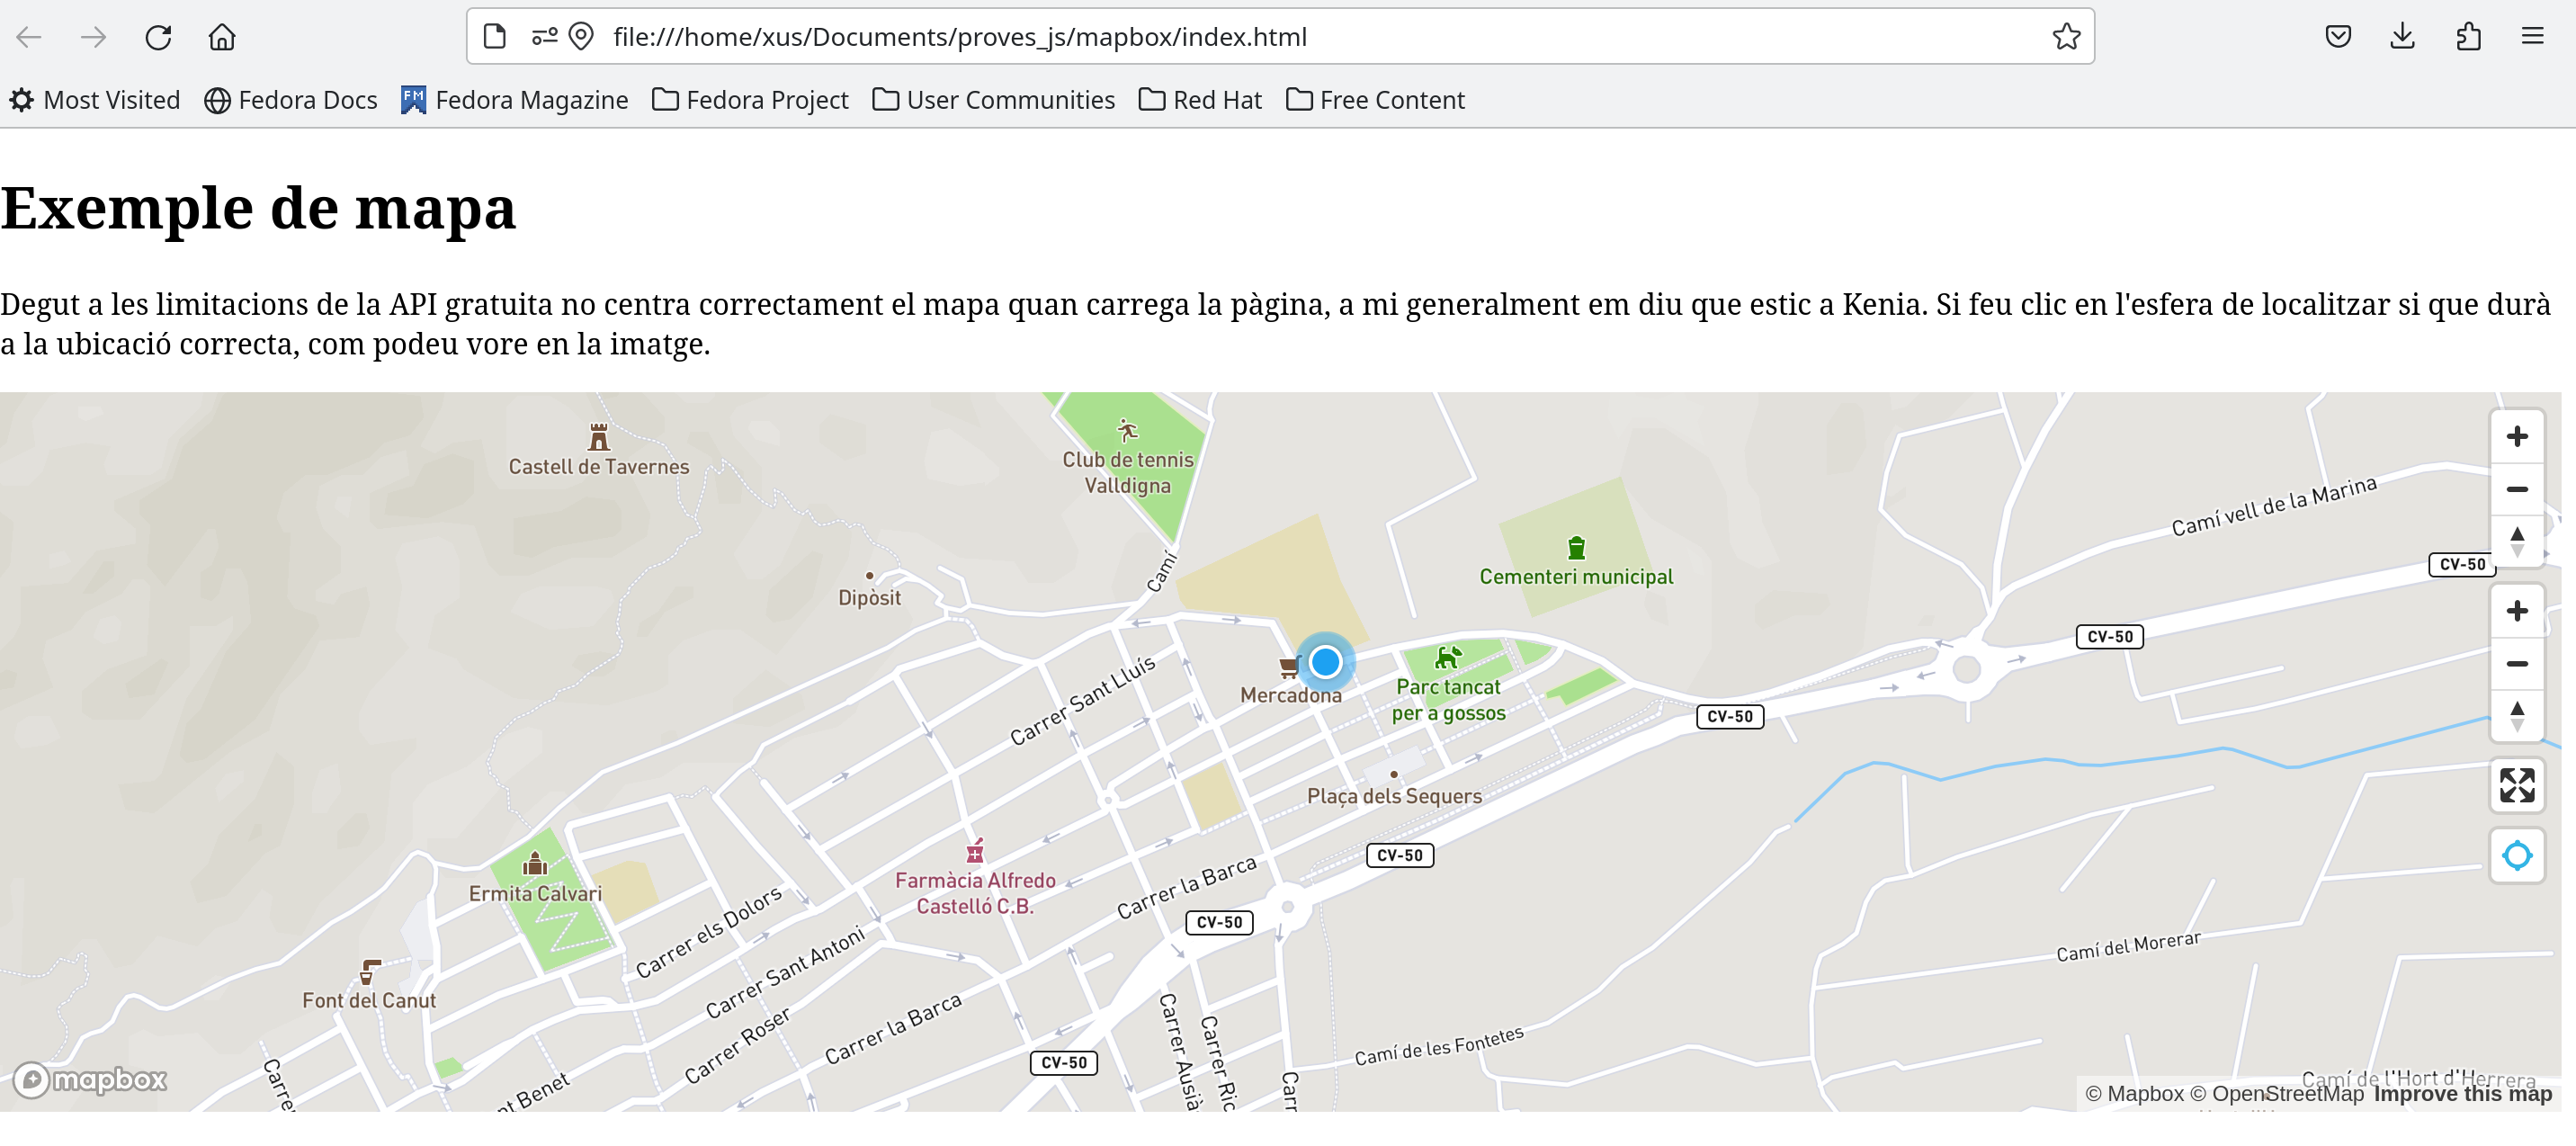 file:///home/xus/Documents/proves_js/mapbox/index.html
Most Visited
Fedora Docs
FM
Fedora Magazine
Fedora Project
User Communities
Red Hat
Free Content
Exemple de mapa
Degut a les limitacions de la API gratuita no centra correctament el mapa quan carrega la pàgina, a mi generalment em diu que estic a Kenia. Si feu clic en l'esfera de localitzar si que durà
a la ubicació correcta, com podeu vore en la imatge.
Castell de Tavernes
Club de tennis
Valldigna
Camí vell de la Marina
Camí
CV-50
Cementeri municipal
Dipòsit
CV-50
Carrer Sant Lluís
Mercadona
Parc tancat
per a gossos
CV-50
Plaça dels Sequers
CV-50
Farmàcia Alfredo
Castelló C.B.
Carrer la Barca
Ermita Calvari
Carrer els Dolors
CV-50
Carrer Sant Antoni
Camí del Morerar
Font del Canut
Carrer Roser
Carrer la Barca
Camí de les Fontetes
CV-50
Carrer Ausià
Carrer Ric
Carr
Carre
nt Benet
mapbox
Camí de l'Hort d'Herrera
© Mapbox © OpenStreetMap Improve this map